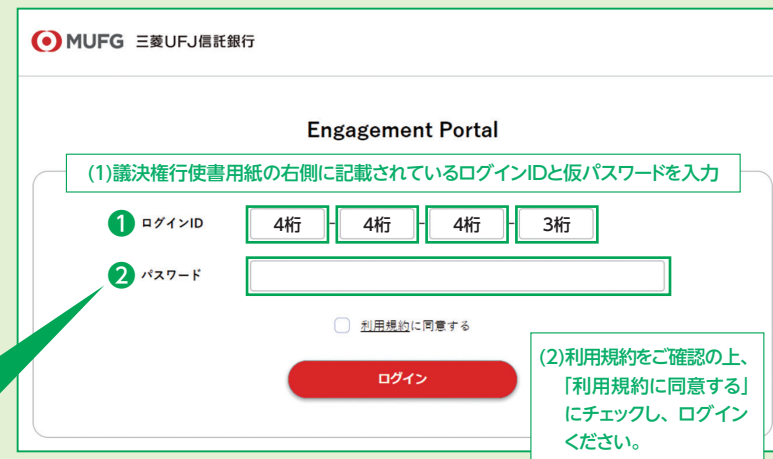 MUFG 三菱UFJ信託銀行
Engagement Portal
(1)議決権行使書用紙の右側に記載されているログインIDと仮パスワードを入力
1 ログインID 4桁 - 4桁 - 4桁 - 3桁
2 パスワード
利用規約に同意する
ログイン
(2)利用規約をご確認の上、
「利用規約に同意する」
にチェックし、ログイン
ください。